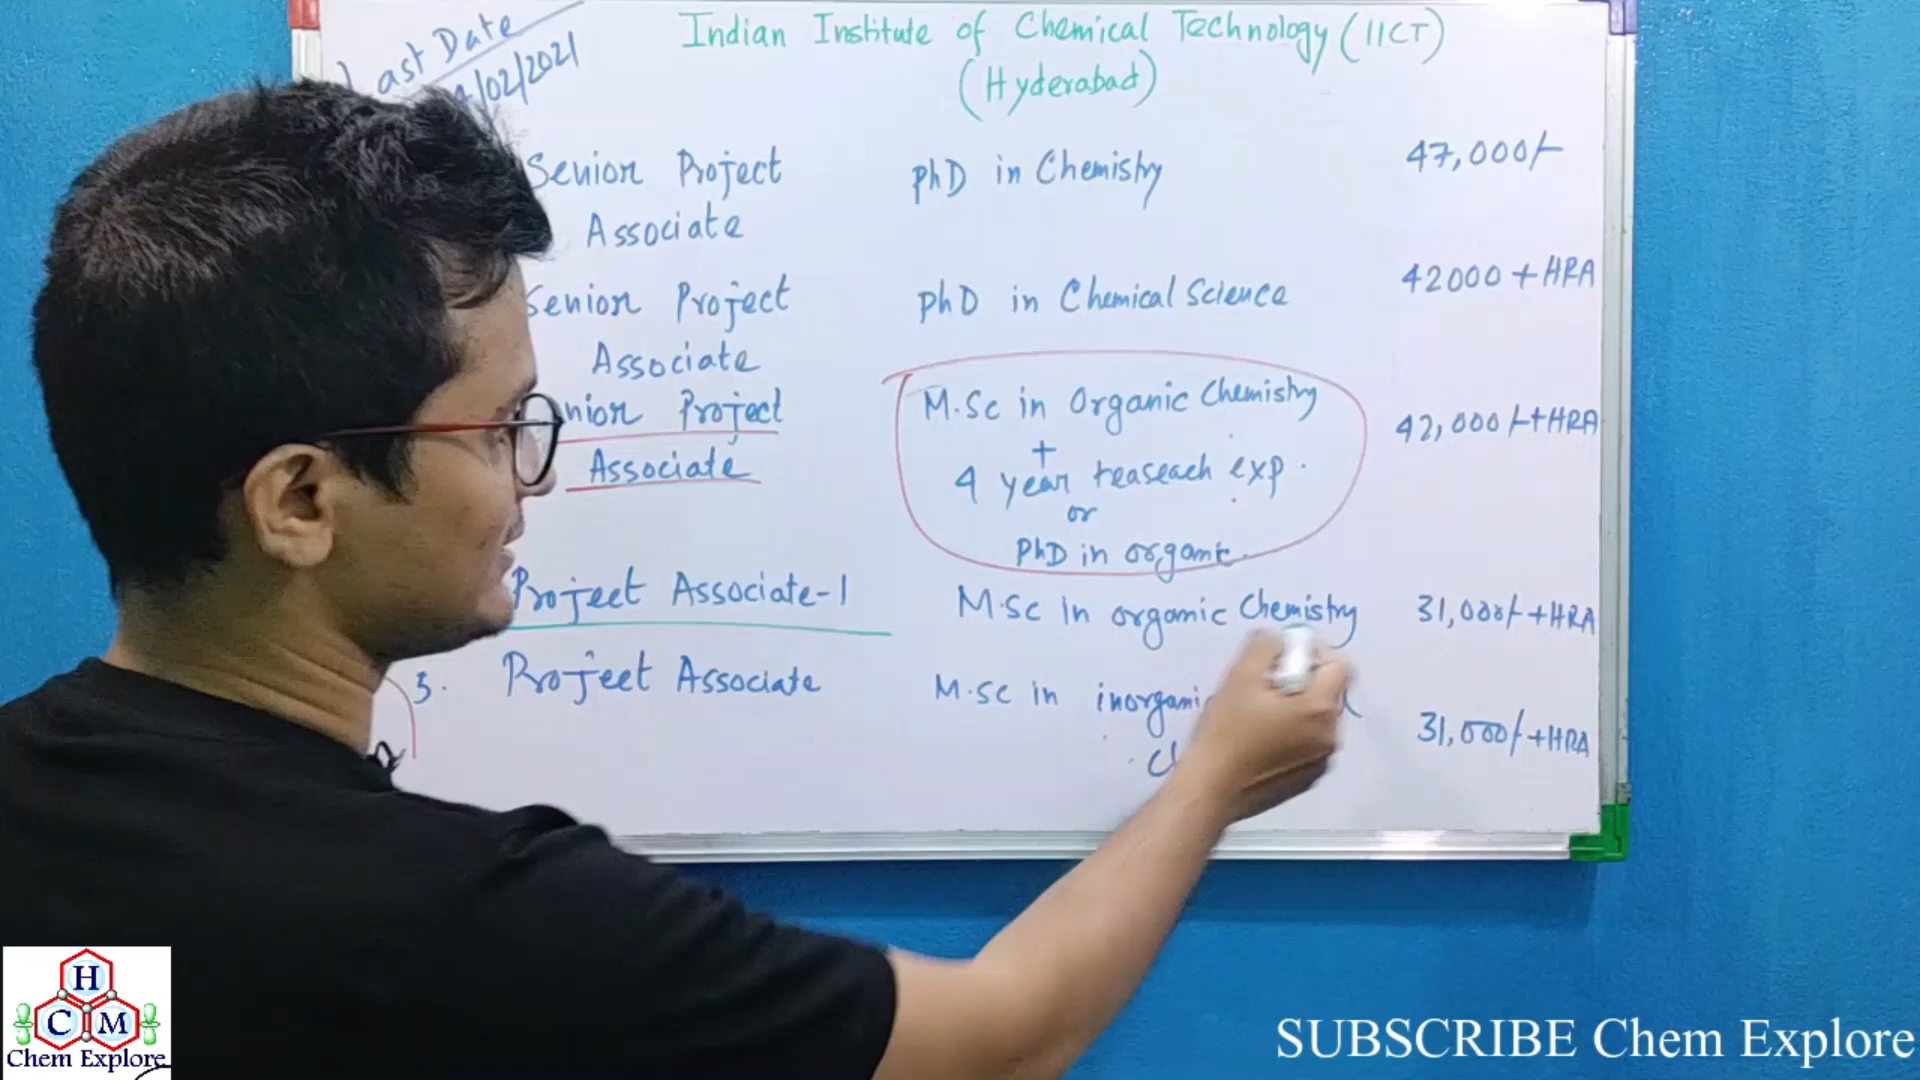 Last Date
/02/2021
Indian Institute of Chemical Technology (IICT)
(Hyderabad)
Senior Project
Associate
PhD in Chemistry
47,000/-
Senior Project
Associate
PhD in Chemical Science
42000 + HRA
nior Project
Associate
M.Sc in Organic Chemistry
+
4 year reaseach exp.
or
PhD in organic
42,000/-+HRA
Project Associate-1
M.Sc in organic Chemistry
31,000/-+HRA
5. Project Associate
M.Sc in inorgani
31,000/-+HRA
H
C M
Chem Explore
SUBSCRIBE Chem Explore